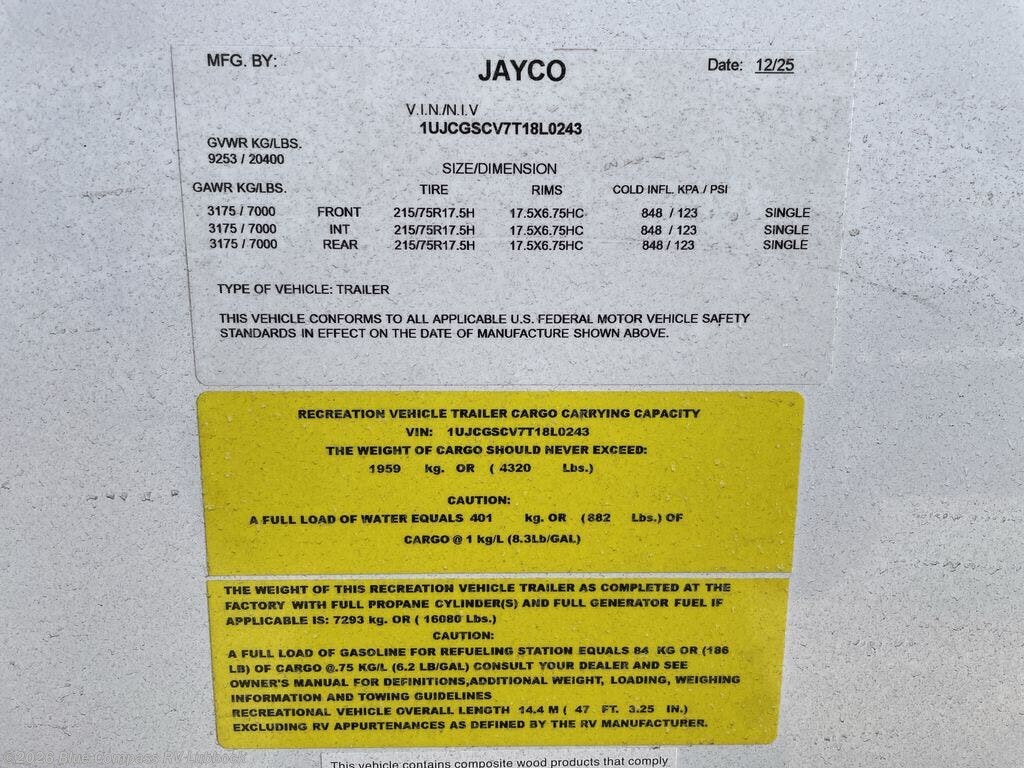 MFG. BY: JAYCO Date: 12/25
V.I.N./N.I.V
1UJCGSCV7T18L0243
GVWR KG/LBS.
9253 / 20400
SIZE/DIMENSION
GAWR KG/LBS. TIRE RIMS COLD INFL. KPA / PSI
3175 / 7000 FRONT 215/75R17.5H 17.5X6.75HC 848 / 123 SINGLE
3175 / 7000 INT 215/75R17.5H 17.5X6.75HC 848 / 123 SINGLE
3175 / 7000 REAR 215/75R17.5H 17.5X6.75HC 848 / 123 SINGLE
TYPE OF VEHICLE: TRAILER
THIS VEHICLE CONFORMS TO ALL APPLICABLE U.S. FEDERAL MOTOR VEHICLE SAFETY
STANDARDS IN EFFECT ON THE DATE OF MANUFACTURE SHOWN ABOVE.
RECREATION VEHICLE TRAILER CARGO CARRYING CAPACITY
VIN: 1UJCGSCV7T18L0243
THE WEIGHT OF CARGO SHOULD NEVER EXCEED:
1959 kg. OR ( 4320 Lbs.)
CAUTION:
A FULL LOAD OF WATER EQUALS 401 kg. OR (882 Lbs.) OF
CARGO @ 1 kg/L (8.3Lb/GAL)
THE WEIGHT OF THIS RECREATION VEHICLE TRAILER AS COMPLETED AT THE
FACTORY WITH FULL PROPANE CYLINDER(S) AND FULL GENERATOR FUEL IF
APPLICABLE IS: 7293 kg. OR ( 16080 Lbs.)
CAUTION:
A FULL LOAD OF GASOLINE FOR REFUELING STATION EQUALS 84 KG OR (186
LB) OF CARGO @.75 KG/L (6.2 LB/GAL) CONSULT YOUR DEALER AND SEE
OWNER'S MANUAL FOR DEFINITIONS,ADDITIONAL WEIGHT, LOADING, WEIGHING
INFORMATION AND TOWING GUIDELINES
RECREATIONAL VEHICLE OVERALL LENGTH 14.4 M ( 47 FT. 3.25 IN.)
EXCLUDING RV APPURTENANCES AS DEFINED BY THE RV MANUFACTURER.
©2026 Blue Compass RV Lubbock
This vehicle contains composite wood products that comply